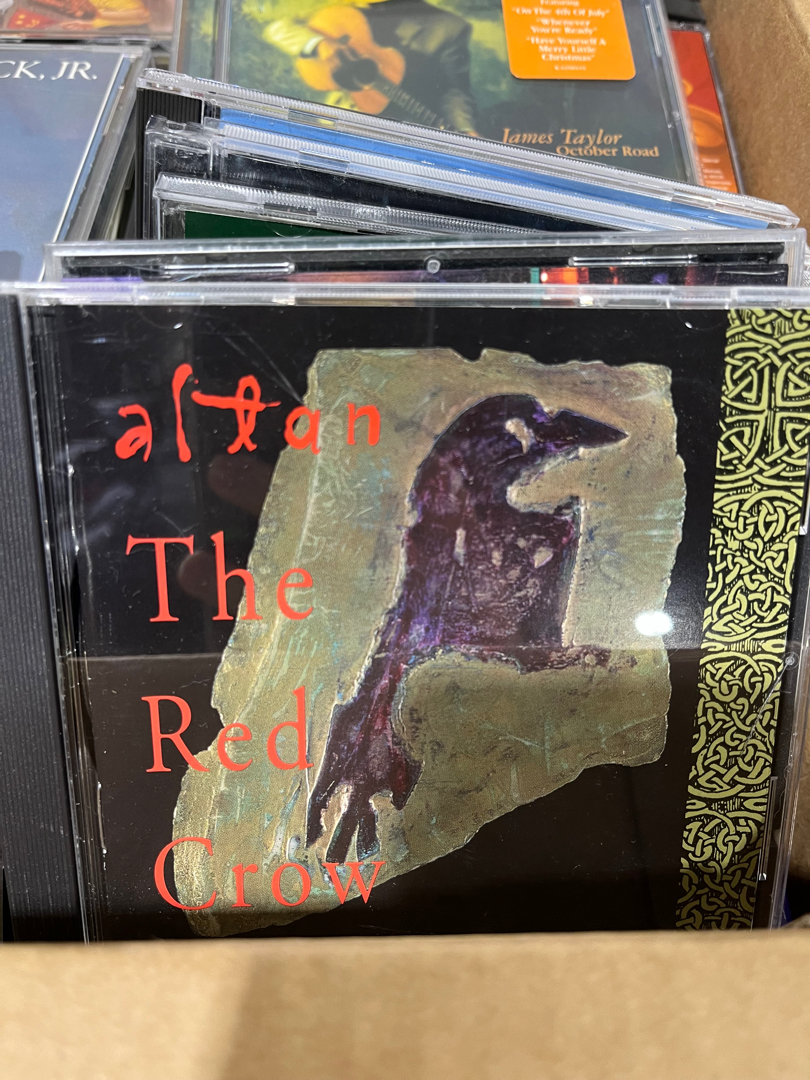 CK, JR.
Featuring
"On The 4th Of July"
"Whenever
You're Ready"
"Have Yourself A
Merry Little
Christmas"
James Taylor
October Road
altan
The
Red
Crow